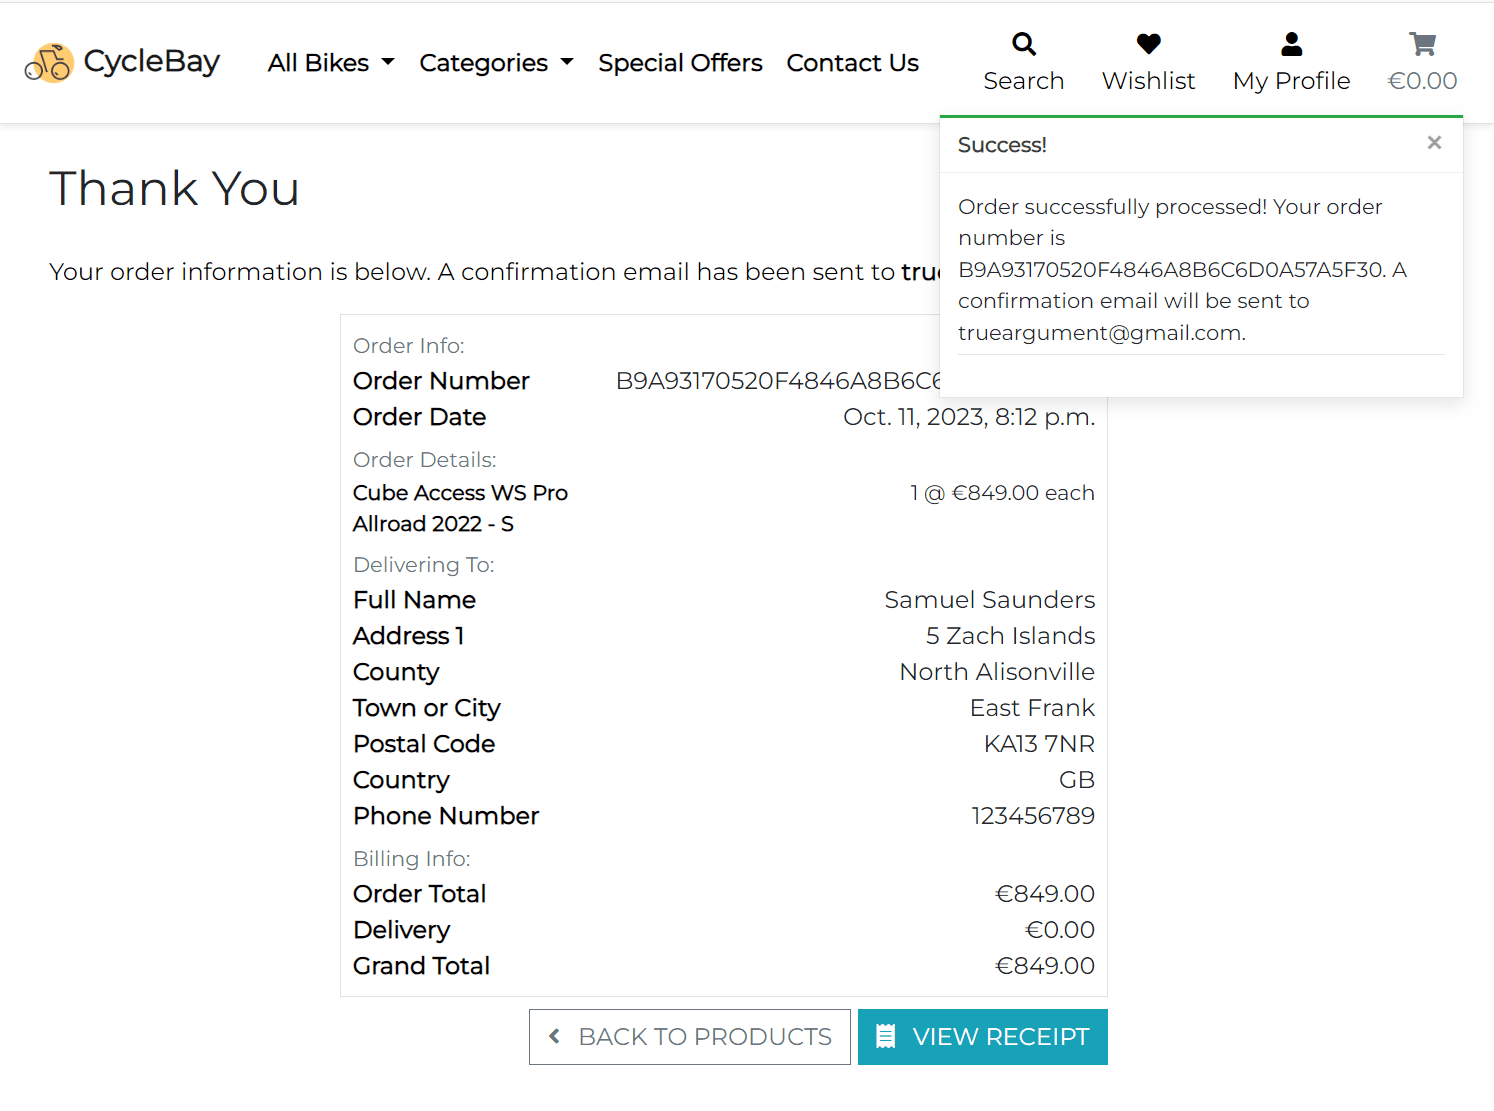 CycleBay
All Bikes
Categories
Special Offers
Contact Us
Search
Wishlist
My Profile
€0.00
Success!
×
Order successfully processed! Your order
number is
B9A93170520F4846A8B6C6D0A57A5F30. A
confirmation email will be sent to
trueargument@gmail.com.
Thank You
Your order information is below. A confirmation email has been sent to
Order Info:
Order Number
Order Date Oct. 11, 2023, 8:12 p.m.
Order Details:
Cube Access WS Pro 1 @ €849.00 each
Allroad 2022 - S
Delivering To:
Full Name Samuel Saunders
Address 1 5 Zach Islands
County North Alisonville
Town or City East Frank
Postal Code KA13 7NR
Country GB
Phone Number 123456789
Billing Info:
Order Total €849.00
Delivery €0.00
Grand Total €849.00
BACK TO PRODUCTS
VIEW RECEIPT